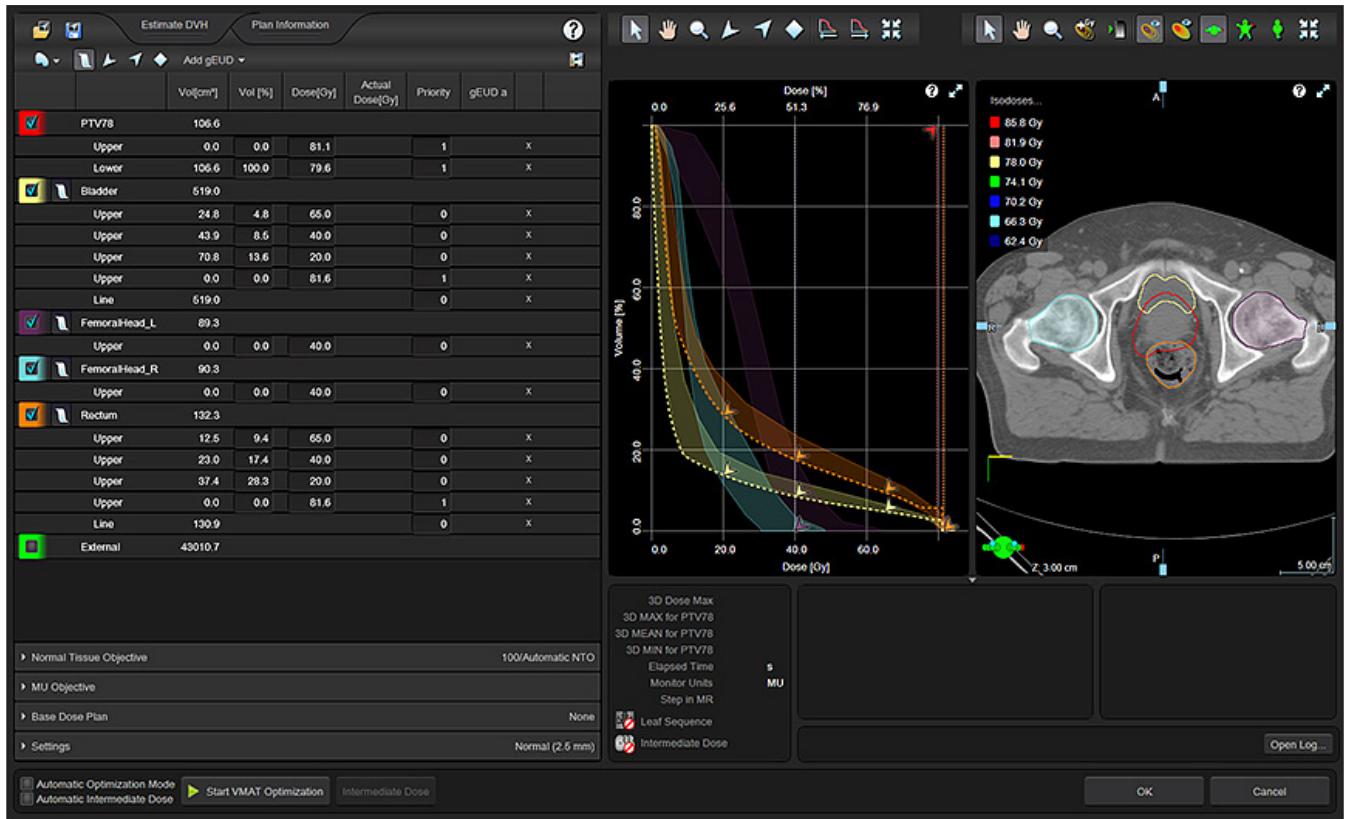 Estimate DVH Plan Information ?
Add gEUD
Vol[cm³] Vol [%] Dose[Gy] Actual Dose[Gy] Priority gEUD a
PTV78 106.6
Upper 0.0 0.0 81.1 1 X
Lower 106.6 100.0 79.6 1 X
Bladder 519.0
Upper 24.8 4.8 65.0 0 X
Upper 43.9 8.5 40.0 0 X
Upper 70.8 13.6 20.0 0 X
Upper 0.0 0.0 81.6 1 X
Line 519.0 0 X
FemoralHead_L 89.3
Upper 0.0 0.0 40.0 0 X
FemoralHead_R 90.3
Upper 0.0 0.0 40.0 0 X
Rectum 132.3
Upper 12.5 9.4 65.0 0 X
Upper 23.0 17.4 40.0 0 X
Upper 37.4 28.3 20.0 0 X
Upper 0.0 0.0 81.6 1 X
Line 130.9 0 X
External 43010.7
Normal Tissue Objective 100/Automatic NTO
MU Objective
Base Dose Plan None
Settings Normal (2.5 mm)
Automatic Optimization Mode
Automatic Intermediate Dose
Start VMAT Optimization
Intermediate Dose
Dose [%]
?
0.0 25.6 51.3 76.9
Volume [%]
80.0
60.0
40.0
20.0
0.0
0.0 20.0 40.0 60.0
Dose [Gy]
Isodoses...
85.8 Gy
81.9 Gy
78.0 Gy
74.1 Gy
70.2 Gy
66.3 Gy
62.4 Gy
A
?
R
P
Z: 3.00 cm
5.00 cm
3D Dose Max
3D MAX for PTV78
3D MEAN for PTV78
3D MIN for PTV78
Elapsed Time s
Monitor Units MU
Step in MR
Leaf Sequence
Intermediate Dose
Open Log...
OK
Cancel